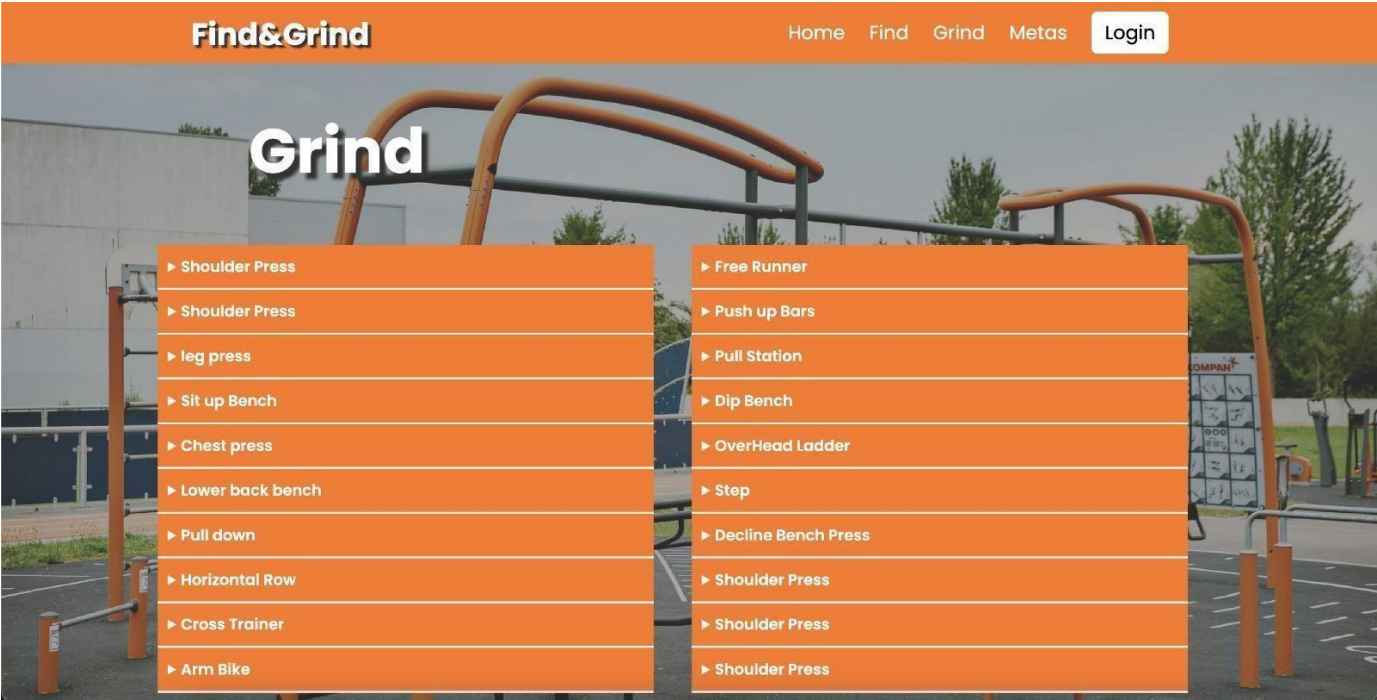 Find&Grind
Home Find Grind Metas Login
Grind
Shoulder Press
Shoulder Press
leg press
Sit up Bench
Chest press
Lower back bench
Pull down
Horizontal Row
Cross Trainer
Arm Bike
Free Runner
Push up Bars
Pull Station
Dip Bench
OverHead Ladder
Step
Decline Bench Press
Shoulder Press
Shoulder Press
Shoulder Press
KOMPAN